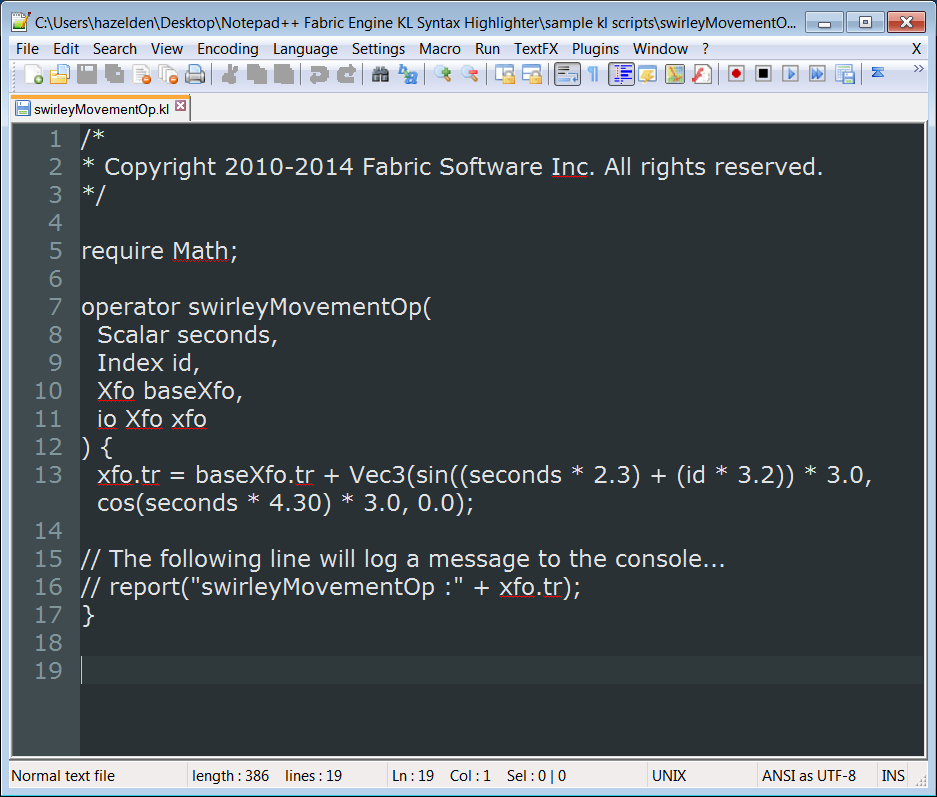 C:\Users\hazelden\Desktop\Notepad++ Fabric Engine KL Syntax Highlighter\sample kl scripts\swirleyMovementO...
File Edit Search View Encoding Language Settings Macro Run TextFX Plugins Window ? X
swirleyMovementOp.kl
1 /*
2 * Copyright 2010-2014 Fabric Software Inc. All rights reserved.
3 */
4
5 require Math;
6
7 operator swirleyMovementOp(
8 Scalar seconds,
9 Index id,
10 Xfo baseXfo,
11 io Xfo xfo
12 ) {
13 xfo.tr = baseXfo.tr + Vec3(sin((seconds * 2.3) + (id * 3.2)) * 3.0,
cos(seconds * 4.30) * 3.0, 0.0);
14
15 // The following line will log a message to the console...
16 // report("swirleyMovementOp :" + xfo.tr);
17 }
18
19
Normal text file length : 386 lines : 19 Ln : 19 Col : 1 Sel : 0 | 0 UNIX ANSI as UTF-8 INS